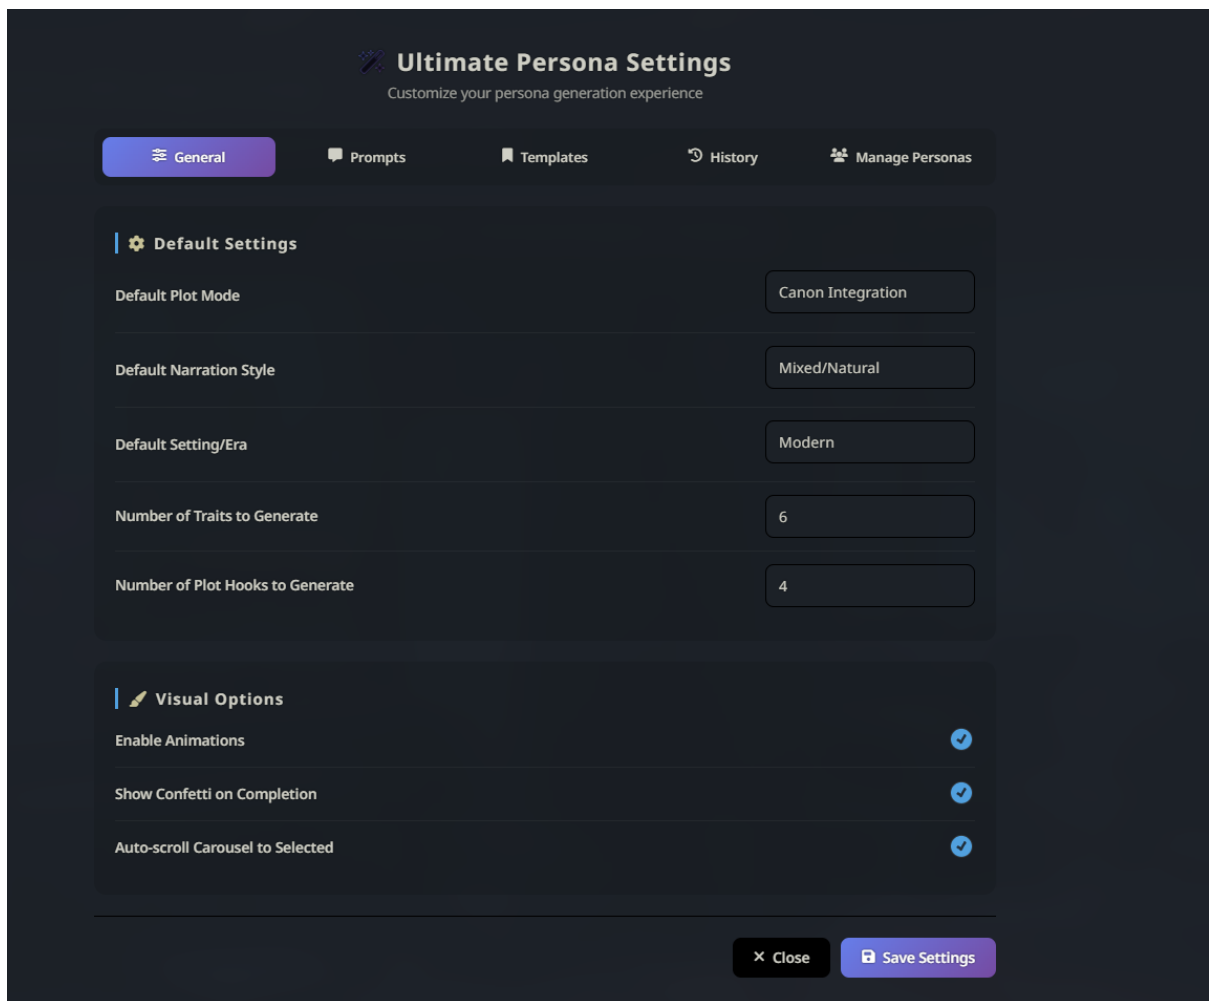 Ultimate Persona Settings
Customize your persona generation experience
General
Prompts
Templates
History
Manage Personas
Default Settings
Default Plot Mode
Canon Integration
Default Narration Style
Mixed/Natural
Default Setting/Era
Modern
Number of Traits to Generate
6
Number of Plot Hooks to Generate
4
Visual Options
Enable Animations
Show Confetti on Completion
Auto-scroll Carousel to Selected
Close
Save Settings